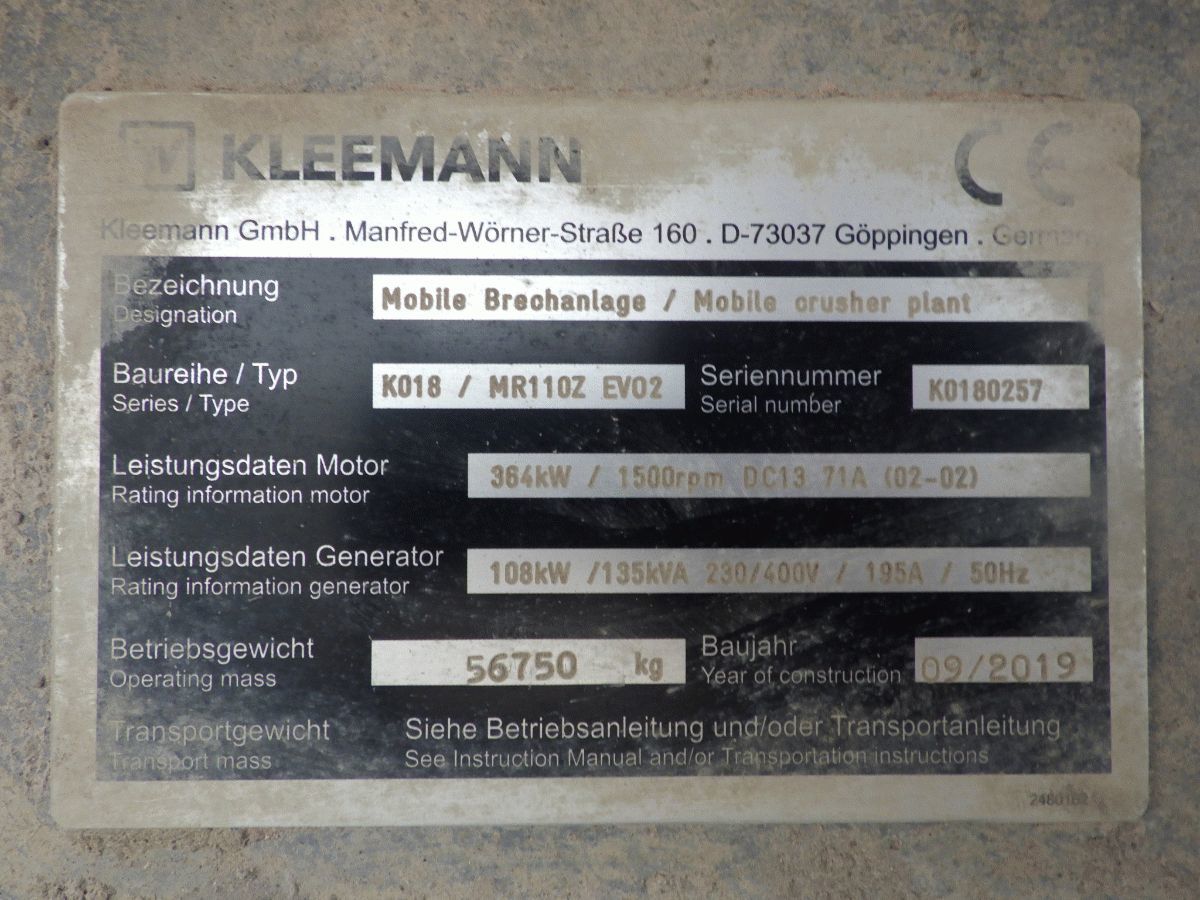 KLEEMANN CE
Kleemann GmbH . Manfred-Wörner-Straße 160 . D-73037 Göppingen . German
Bezeichnung
Designation
Mobile Brechanlage / Mobile crusher plant
Baureihe / Typ
Series / Type
K018 / MR110Z EVO2
Seriennummer
Serial number
K0180257
Leistungsdaten Motor
Rating information motor
364kW / 1500rpm DC13 71A (02-02)
Leistungsdaten Generator
Rating information generator
108kW /135kVA 230/400V / 195A / 50Hz
Betriebsgewicht
Operating mass
56750 kg
Baujahr
Year of construction
09/2019
Transportgewicht
Transport mass
Siehe Betriebsanleitung und/oder Transportanleitung
See Instruction Manual and/or Transportation instructions